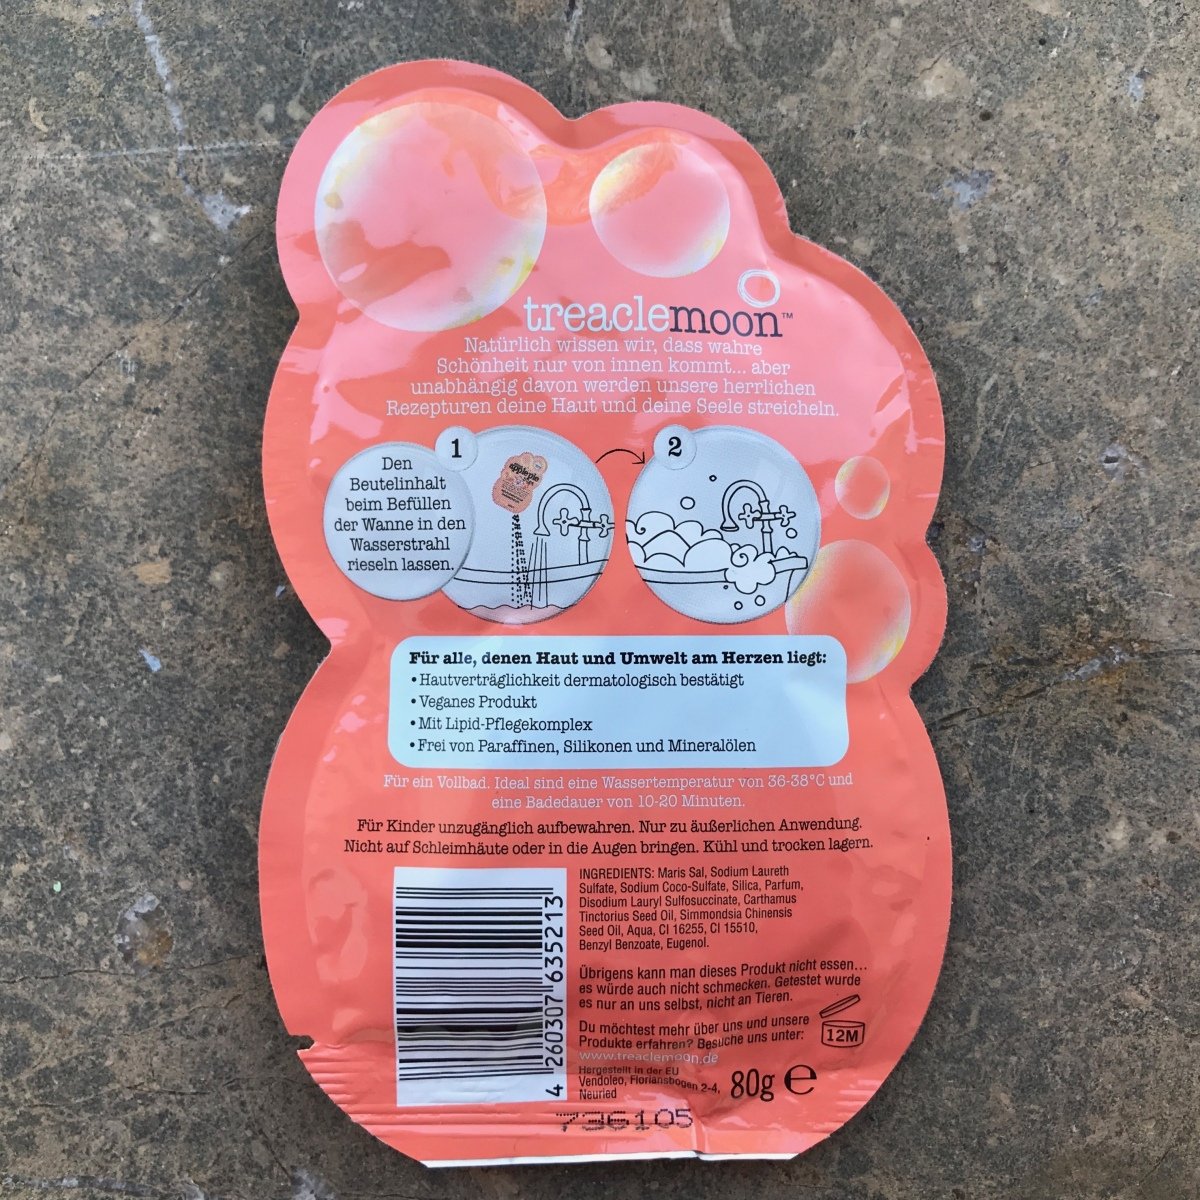 treaclemoon™
Natürlich wissen wir, dass wahre
Schönheit nur von innen kommt... aber
unabhängig davon werden unsere herrlichen
Rezepturen deine Haut und deine Seele streicheln.
1
Den
Beutelinhalt
beim Befüllen
der Wanne in den
Wasserstrahl
rieseln lassen.
apple pie
2
Für alle, denen Haut und Umwelt am Herzen liegt:
• Hautverträglichkeit dermatologisch bestätigt
• Veganes Produkt
• Mit Lipid-Pflegekomplex
• Frei von Paraffinen, Silikonen und Mineralölen
Für ein Vollbad. Ideal sind eine Wassertemperatur von 36-38°C und
eine Badedauer von 10-20 Minuten.
Für Kinder unzugänglich aufbewahren. Nur zu äußerlichen Anwendung.
Nicht auf Schleimhäute oder in die Augen bringen. Kühl und trocken lagern.
4 260307 635213
INGREDIENTS: Maris Sal, Sodium Laureth
Sulfate, Sodium Coco-Sulfate, Silica, Parfum,
Disodium Lauryl Sulfosuccinate, Carthamus
Tinctorius Seed Oil, Simmondsia Chinensis
Seed Oil, Aqua, CI 16255, CI 15510,
Benzyl Benzoate, Eugenol.
Übrigens kann man dieses Produkt nicht essen...
es würde auch nicht schmecken. Getestet wurde
es nur an uns selbst, nicht an Tieren.
Du möchtest mehr über uns und unsere
Produkte erfahren? Besuche uns unter:
www.treaclemoon.de
12M
Hergestellt in der EU
Vendoleo, Floriansbogen 2-4,
Neuried
80g e
736105